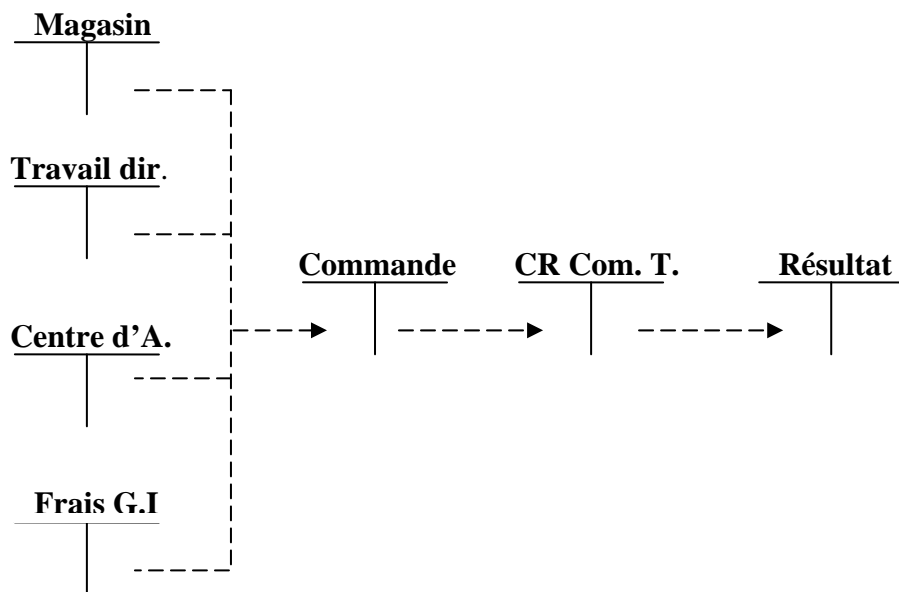 Magasin
Travail dir.
Commande
CR Com. T.
Résultat
Centre d'A.
Frais G.I